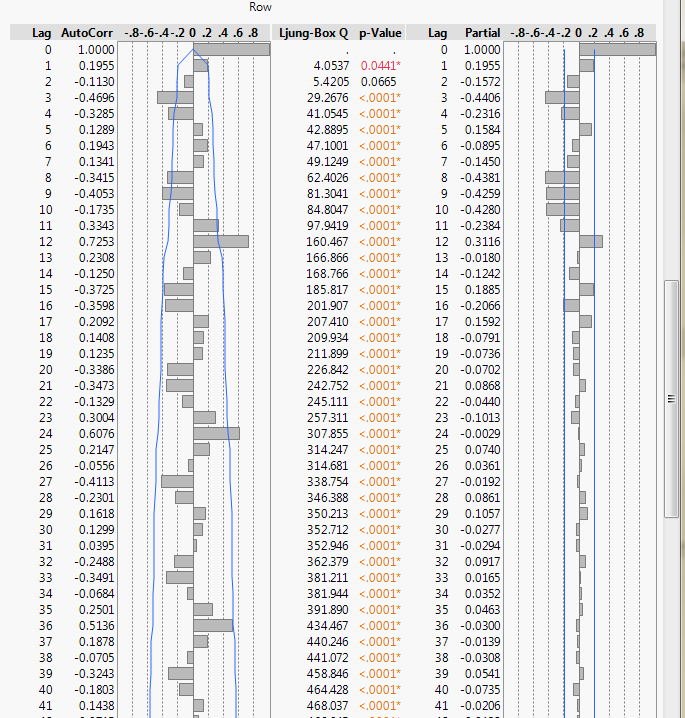 Row
Lag AutoCorr -.8-.6-.4-.2 0 .2 .4 .6 .8 Ljung-Box Q p-Value Lag Partial -.8-.6-.4-.2 0 .2 .4 .6 .8
0 1.0000 . . 0 1.0000
1 0.1955 4.0537 0.0441* 1 0.1955
2 -0.1130 5.4205 0.0665 2 -0.1572
3 -0.4696 29.2676 <.0001* 3 -0.4406
4 -0.3285 41.0545 <.0001* 4 -0.2316
5 0.1289 42.8895 <.0001* 5 0.1584
6 0.1943 47.1001 <.0001* 6 -0.0895
7 0.1341 49.1249 <.0001* 7 -0.1450
8 -0.3415 62.4026 <.0001* 8 -0.4381
9 -0.4053 81.3041 <.0001* 9 -0.4259
10 -0.1735 84.8047 <.0001* 10 -0.4280
11 0.3343 97.9419 <.0001* 11 -0.2384
12 0.7253 160.467 <.0001* 12 0.3116
13 0.2308 166.866 <.0001* 13 -0.0180
14 -0.1250 168.766 <.0001* 14 -0.1242
15 -0.3725 185.817 <.0001* 15 0.1885
16 -0.3598 201.907 <.0001* 16 -0.2066
17 0.2092 207.410 <.0001* 17 0.1592
18 0.1408 209.934 <.0001* 18 -0.0791
19 0.1235 211.899 <.0001* 19 -0.0736
20 -0.3386 226.842 <.0001* 20 -0.0702
21 -0.3473 242.752 <.0001* 21 0.0868
22 -0.1329 245.111 <.0001* 22 -0.0440
23 0.3004 257.311 <.0001* 23 -0.1013
24 0.6076 307.855 <.0001* 24 -0.0029
25 0.2147 314.247 <.0001* 25 0.0740
26 -0.0556 314.681 <.0001* 26 0.0361
27 -0.4113 338.754 <.0001* 27 -0.0192
28 -0.2301 346.388 <.0001* 28 0.0861
29 0.1618 350.213 <.0001* 29 0.1057
30 0.1299 352.712 <.0001* 30 -0.0277
31 0.0395 352.946 <.0001* 31 -0.0294
32 -0.2488 362.379 <.0001* 32 0.0917
33 -0.3491 381.211 <.0001* 33 0.0165
34 -0.0684 381.944 <.0001* 34 0.0352
35 0.2501 391.890 <.0001* 35 0.0463
36 0.5136 434.467 <.0001* 36 -0.0300
37 0.1878 440.246 <.0001* 37 -0.0139
38 -0.0705 441.072 <.0001* 38 -0.0308
39 -0.3243 458.846 <.0001* 39 0.0541
40 -0.1803 464.428 <.0001* 40 -0.0735
41 0.1438 468.037 <.0001* 41 -0.0206